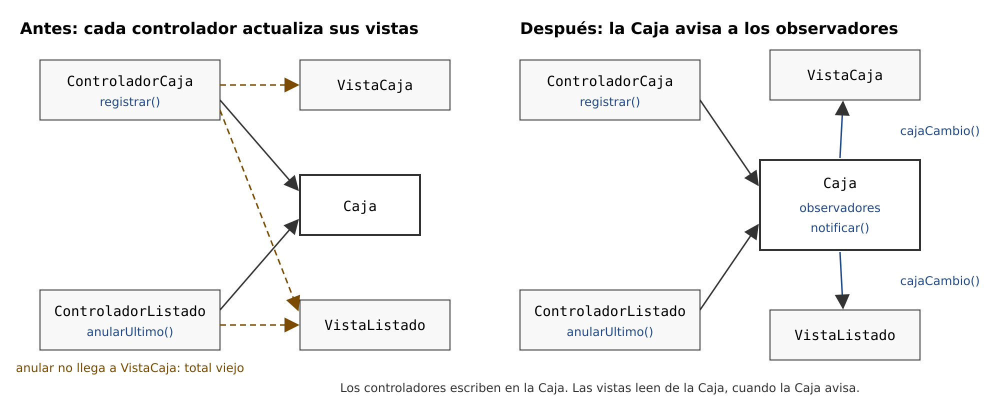 Antes: cada controlador actualiza sus vistas
ControladorCaja
registrar()
VistaCaja
Caja
ControladorListado
anularUltimo()
VistaListado
anular no llega a VistaCaja: total viejo
Después: la Caja avisa a los observadores
ControladorCaja
registrar()
VistaCaja
cajaCambio()
Caja
observadores
notificar()
cajaCambio()
ControladorListado
anularUltimo()
VistaListado
Los controladores escriben en la Caja. Las vistas leen de la Caja, cuando la Caja avisa.